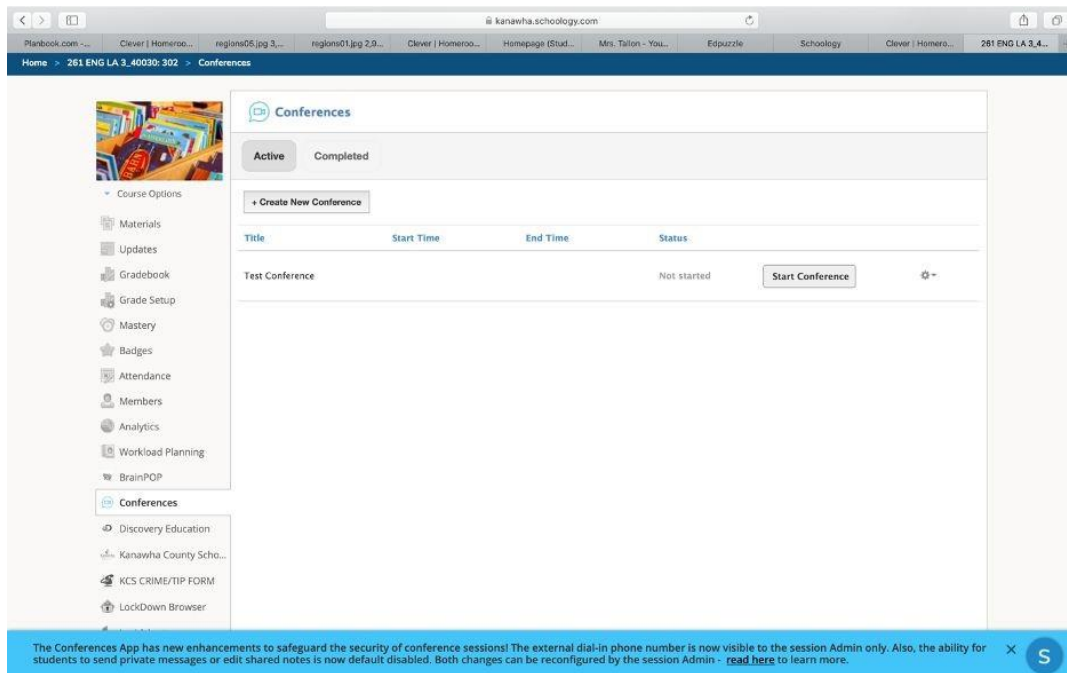 kanawha.schoology.com
Planbook.com -... Clever | Homeroo... regions05.jpg 3,... regions01.jpg 2,0... Clever | Homeroo... Homepage (Stud... Mrs. Tallon - You... Edpuzzle Schoology Clever | Homero... 261 ENG LA 3_4...
Home > 261 ENG LA 3_40030: 302 > Conferences
Conferences
Active Completed
Course Options
+ Create New Conference
Materials
Title Start Time End Time Status
Updates
Gradebook
Test Conference Not started Start Conference
Grade Setup
Mastery
Badges
Attendance
Members
Analytics
Workload Planning
BrainPOP
Conferences
Discovery Education
Kanawha County Scho...
KCS CRIME/TIP FORM
LockDown Browser
The Conferences App has new enhancements to safeguard the security of conference sessions! The external dial-in phone number is now visible to the session Admin only. Also, the ability for
students to send private messages or edit shared notes is now default disabled. Both changes can be reconfigured by the session Admin - read here to learn more.
S